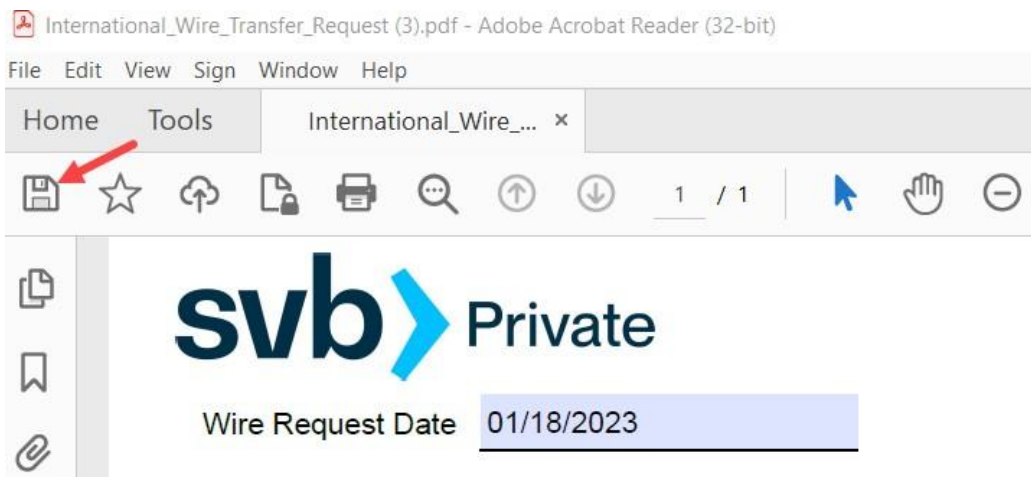 International_Wire_Transfer_Request (3).pdf - Adobe Acrobat Reader (32-bit)
File Edit View Sign Window Help
Home Tools International_Wire_... ×
1 / 1
svb Private
Wire Request Date 01/18/2023